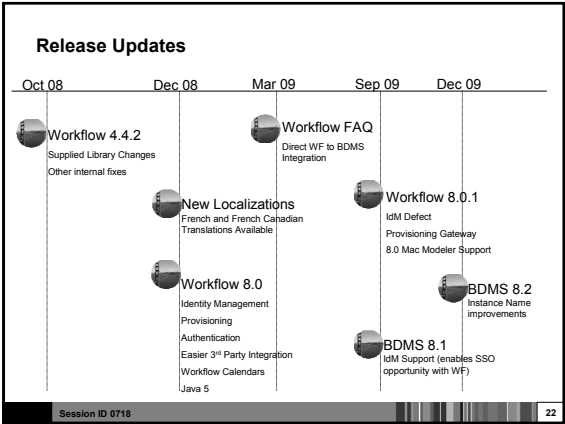 Release Updates
Oct 08
Dec 08
Mar 09
Sep 09
Dec 09
Workflow 4.4.2
Supplied Library Changes
Other internal fixes
New Localizations
French and French Canadian
Translations Available
Workflow 8.0
Identity Management
Provisioning
Authentication
Easier 3rd Party Integration
Workflow Calendars
Java 5
Workflow FAQ
Direct WF to BDMS
Integration
Workflow 8.0.1
IdM Defect
Provisioning Gateway
8.0 Mac Modeler Support
BDMS 8.1
IdM Support (enables SSO
opportunity with WF)
BDMS 8.2
Instance Name
improvements
Session ID 0718
22